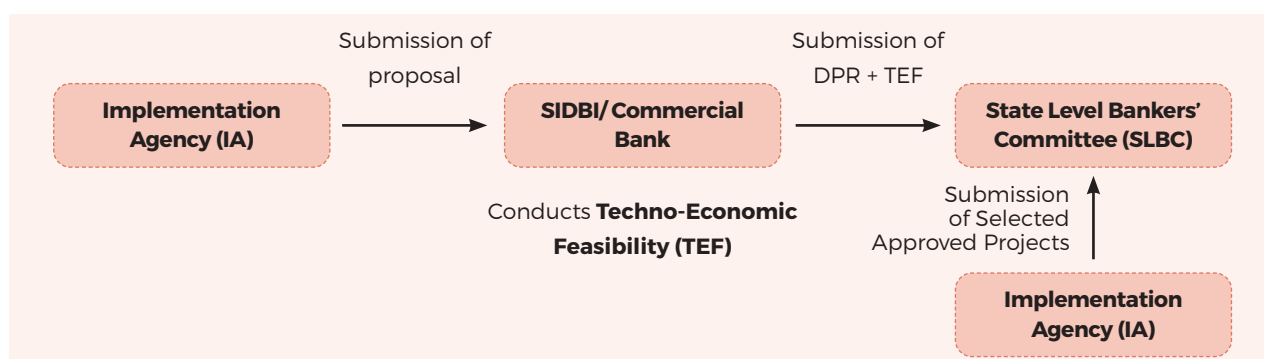 Submission of
proposal
Submission of
DPR + TEF
Implementation
Agency (IA)
SIDBI/ Commercial
Bank
State Level Bankers’
Committee (SLBC)
Conducts Techno-Economic
Feasibility (TEF)
Submission
of Selected
Approved Projects
Implementation
Agency (IA)